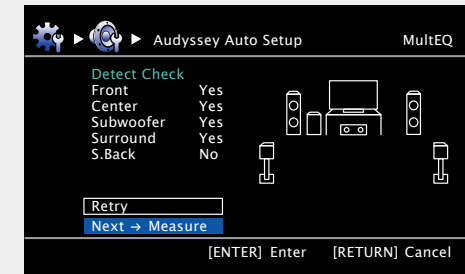 Audyssey Auto Setup MultEQ
Detect Check
Front Yes
Center Yes
Subwoofer Yes
Surround Yes
S.Back No
Retry
Next → Measure
[ENTER] Enter [RETURN] Cancel